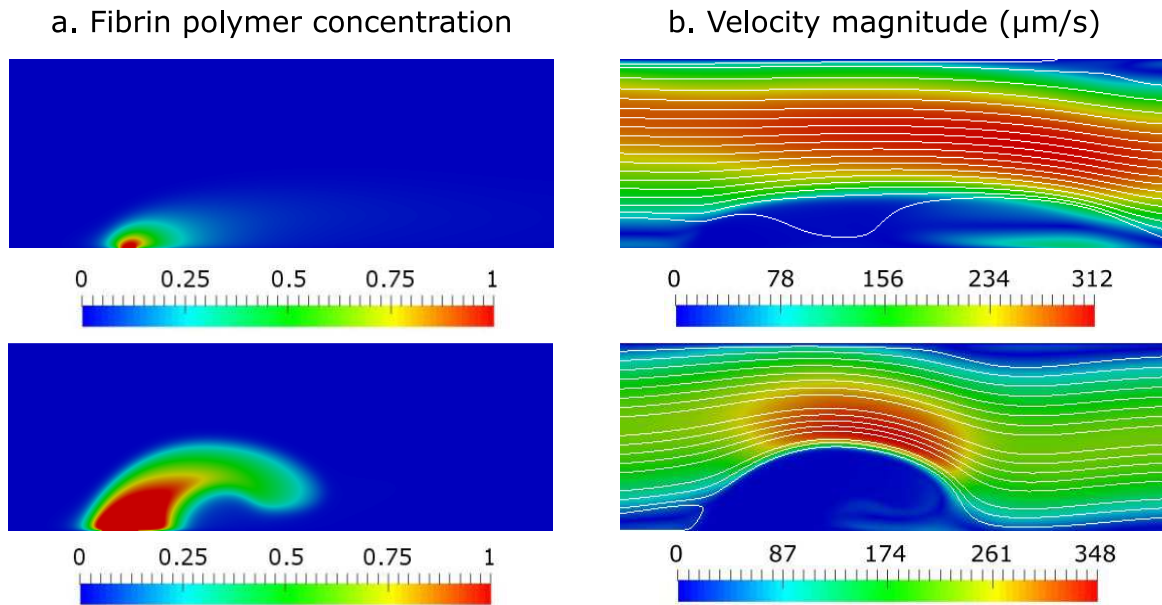 a. Fibrin polymer concentration
b. Velocity magnitude (µm/s)
0 0.25 0.5 0.75 1
0 78 156 234 312
0 0.25 0.5 0.75 1
0 87 174 261 348